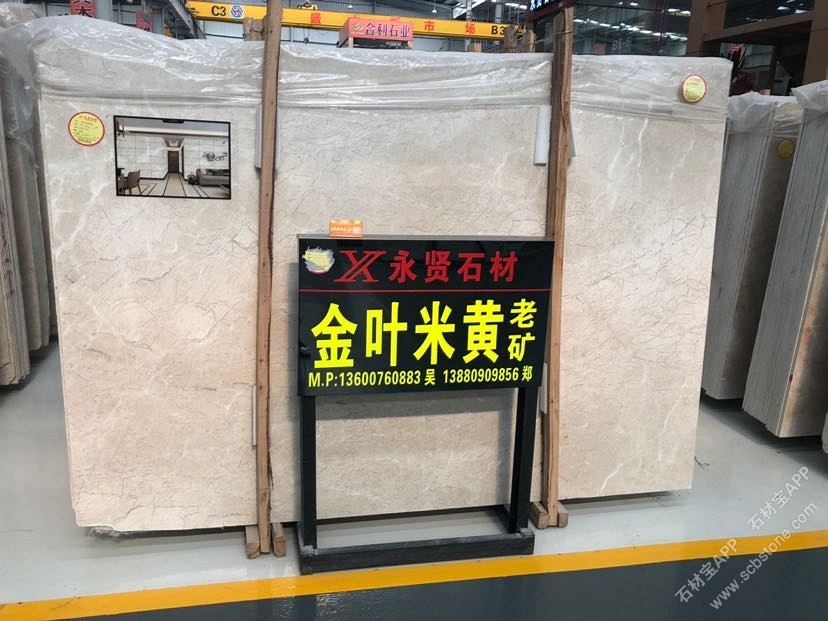 C3
盛
市
场
B3
合利石业
永贤石材
金叶米黄
老矿
M.P:13600760883 吴 13880909856 郑
石材宝APP 石材宝APP
www.scbstone.com